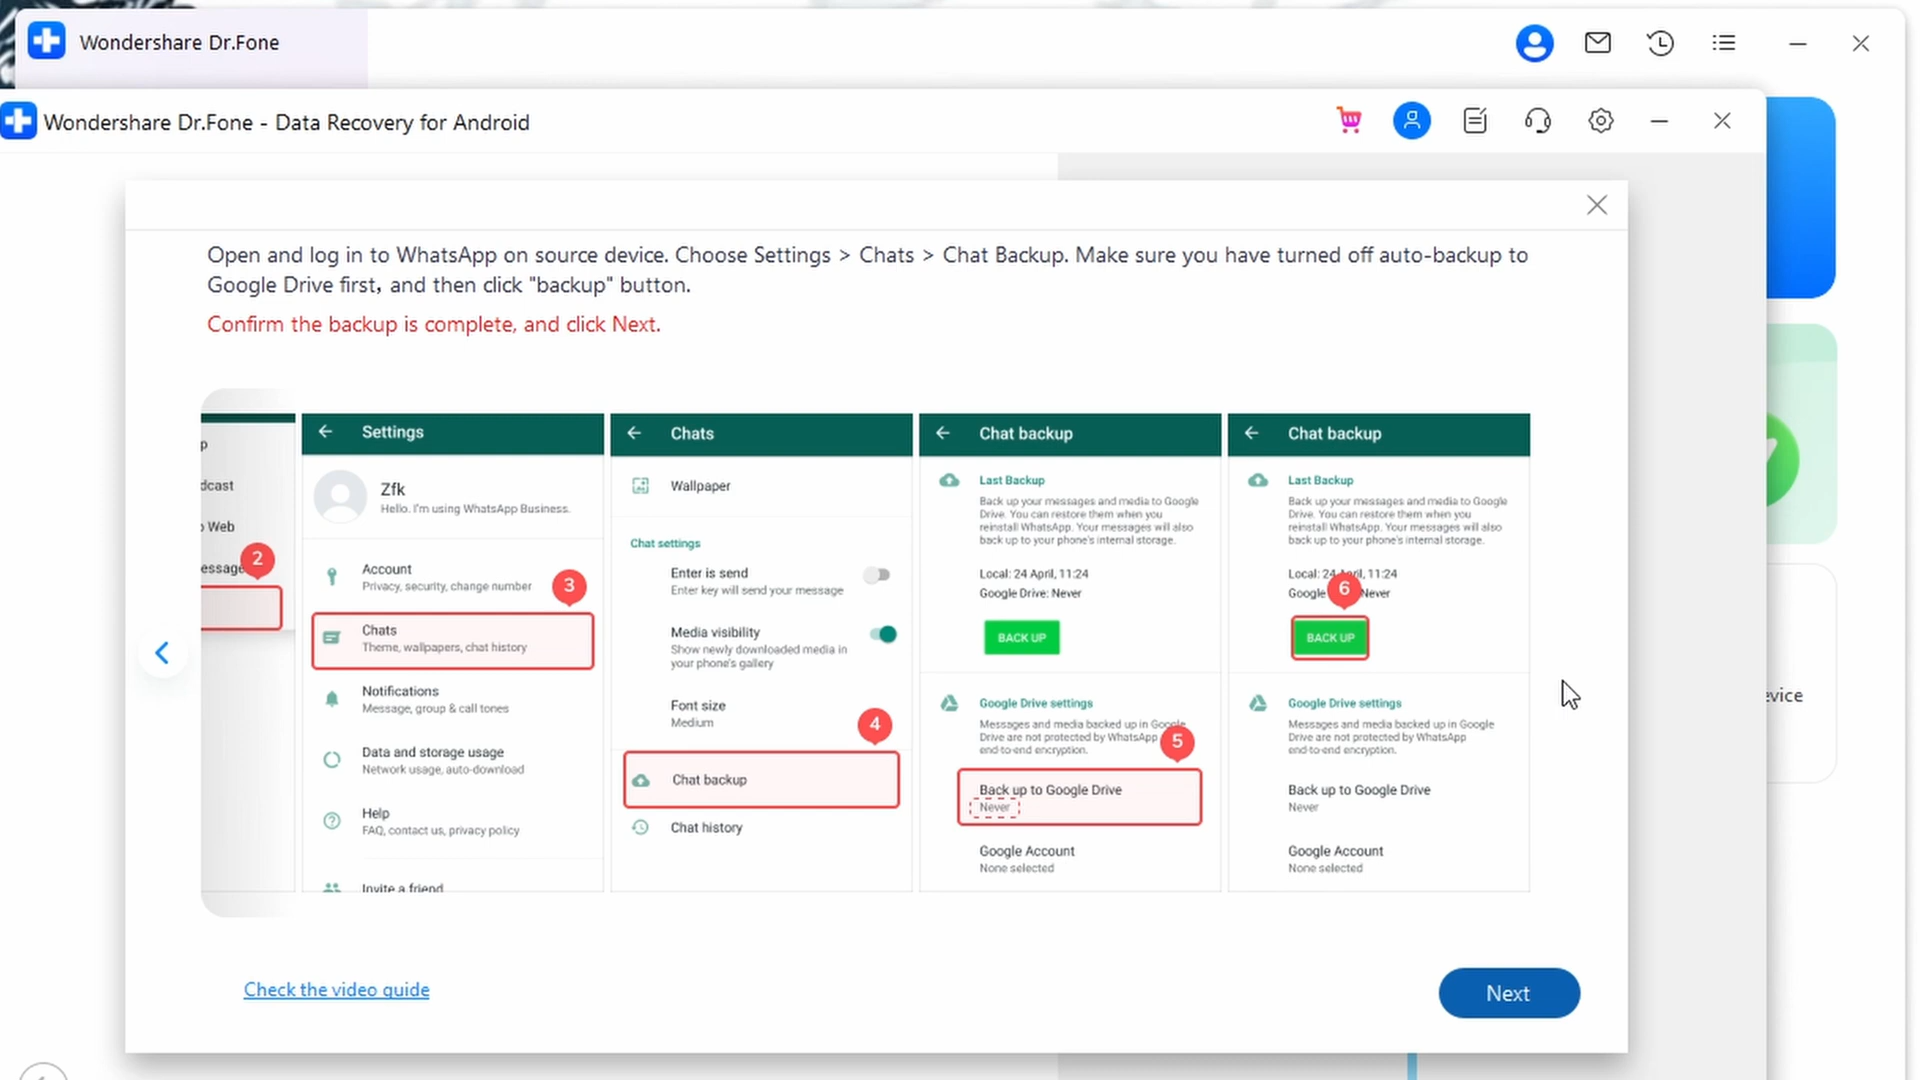 Wondershare Dr.Fone
Wondershare Dr.Fone - Data Recovery for Android
Open and log in to WhatsApp on source device. Choose Settings > Chats > Chat Backup. Make sure you have turned off auto-backup to
Google Drive first, and then click "backup" button.
Confirm the backup is complete, and click Next.
p
dcast
Web
essage
2
Settings
Zfk
Hello. I'm using WhatsApp Business.
Account
Privacy, security, change number
3
Chats
Theme, wallpapers, chat history
Notifications
Message, group & call tones
Data and storage usage
Network usage, auto-download
Help
FAQ, contact us, privacy policy
Invite a friend
Chats
Wallpaper
Chat settings
Enter is send
Enter key will send your message
Media visibility
Show newly downloaded media in
your phone's gallery
Font size
Medium
4
Chat backup
Chat history
Chat backup
Last Backup
Back up your messages and media to Google
Drive. You can restore them when you
reinstall WhatsApp. Your messages will also
back up to your phone's internal storage.
Local: 24 April, 11:24
Google Drive: Never
BACK UP
Google Drive settings
Messages and media backed up in Google
Drive are not protected by WhatsApp
end-to-end encryption.
5
Back up to Google Drive
Never
Google Account
None selected
Chat backup
Last Backup
Back up your messages and media to Google
Drive. You can restore them when you
reinstall WhatsApp. Your messages will also
back up to your phone's internal storage.
Local: 24 April, 11:24
Google Never
6
BACK UP
Google Drive settings
Messages and media backed up in Google
Drive are not protected by WhatsApp
end-to-end encryption.
Back up to Google Drive
Never
Google Account
None selected
evice
Check the video guide
Next